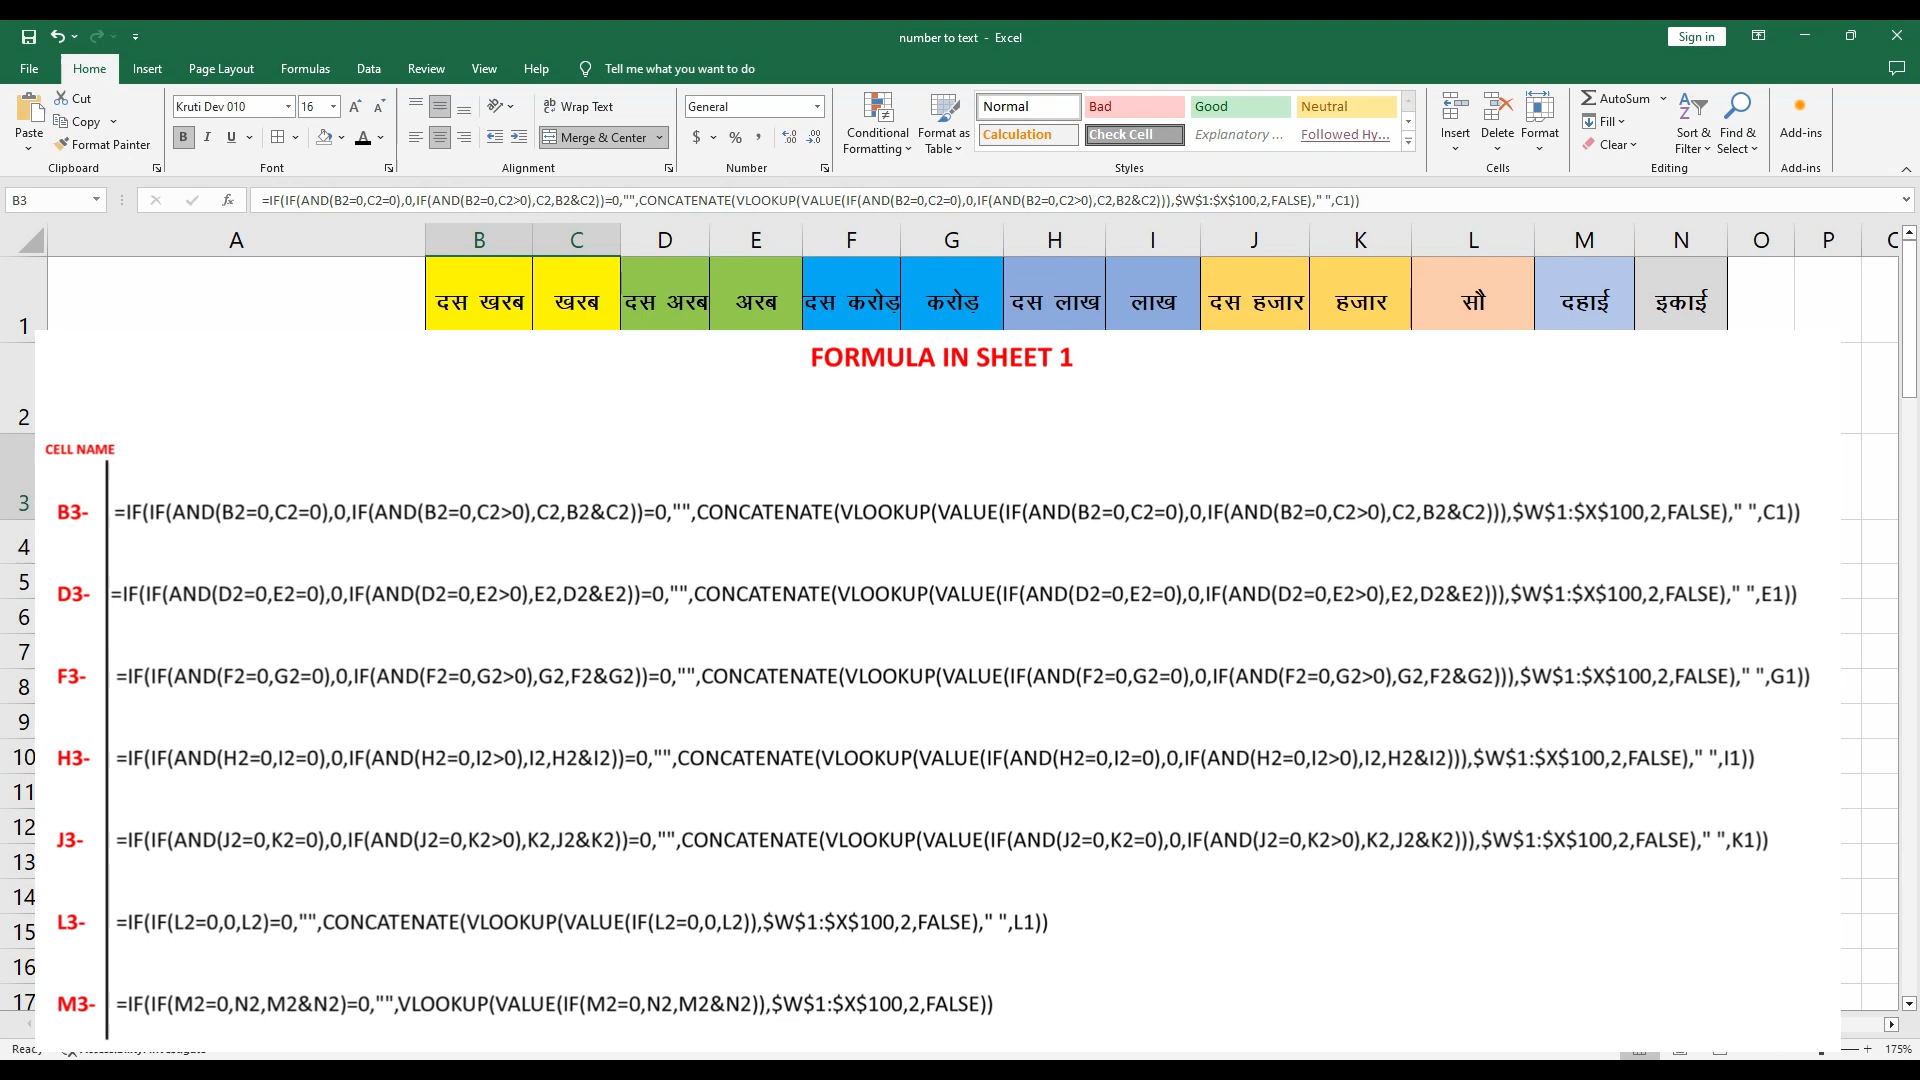 number to text - Excel
Sign in
File Home Insert Page Layout Formulas Data Review View Help Tell me what you want to do
Paste
Cut
Copy
Format Painter
Clipboard
Kruti Dev 010 16
B I U
Font
Wrap Text
Merge & Center
Alignment
General
$ % ,
Number
Conditional Formatting
Format as Table
Normal Bad Good Neutral
Calculation Check Cell Explanatory ... Followed Hy...
Styles
Insert Delete Format
Cells
AutoSum
Fill
Clear
Sort & Filter
Find & Select
Editing
Add-ins
Add-ins
B3 fx =IF(IF(AND(B2=0,C2=0),0,IF(AND(B2=0,C2>0),C2,B2&C2))=0,"",CONCATENATE(VLOOKUP(VALUE(IF(AND(B2=0,C2=0),0,IF(AND(B2=0,C2>0),C2,B2&C2))),$W$1:$X$100,2,FALSE)," ",C1))
A B C D E F G H I J K L M N O P
1 दस खरब खरब दस अरब अरब दस करोड़ करोड़ दस लाख लाख दस हजार हजार सौ दहाई इकाई
FORMULA IN SHEET 1
2
CELL NAME
3 B3- =IF(IF(AND(B2=0,C2=0),0,IF(AND(B2=0,C2>0),C2,B2&C2))=0,"",CONCATENATE(VLOOKUP(VALUE(IF(AND(B2=0,C2=0),0,IF(AND(B2=0,C2>0),C2,B2&C2))),$W$1:$X$100,2,FALSE)," ",C1))
4
5 D3- =IF(IF(AND(D2=0,E2=0),0,IF(AND(D2=0,E2>0),E2,D2&E2))=0,"",CONCATENATE(VLOOKUP(VALUE(IF(AND(D2=0,E2=0),0,IF(AND(D2=0,E2>0),E2,D2&E2))),$W$1:$X$100,2,FALSE)," ",E1))
6
7
8 F3- =IF(IF(AND(F2=0,G2=0),0,IF(AND(F2=0,G2>0),G2,F2&G2))=0,"",CONCATENATE(VLOOKUP(VALUE(IF(AND(F2=0,G2=0),0,IF(AND(F2=0,G2>0),G2,F2&G2))),$W$1:$X$100,2,FALSE)," ",G1))
9
10 H3- =IF(IF(AND(H2=0,I2=0),0,IF(AND(H2=0,I2>0),I2,H2&I2))=0,"",CONCATENATE(VLOOKUP(VALUE(IF(AND(H2=0,I2=0),0,IF(AND(H2=0,I2>0),I2,H2&I2))),$W$1:$X$100,2,FALSE)," ",I1))
11
12 J3- =IF(IF(AND(J2=0,K2=0),0,IF(AND(J2=0,K2>0),K2,J2&K2))=0,"",CONCATENATE(VLOOKUP(VALUE(IF(AND(J2=0,K2=0),0,IF(AND(J2=0,K2>0),K2,J2&K2))),$W$1:$X$100,2,FALSE)," ",K1))
13
14
15 L3- =IF(IF(L2=0,0,L2)=0,"",CONCATENATE(VLOOKUP(VALUE(IF(L2=0,0,L2)),$W$1:$X$100,2,FALSE)," ",L1))
16
17 M3- =IF(IF(M2=0,N2,M2&N2)=0,"",VLOOKUP(VALUE(IF(M2=0,N2,M2&N2)),$W$1:$X$100,2,FALSE))
175%